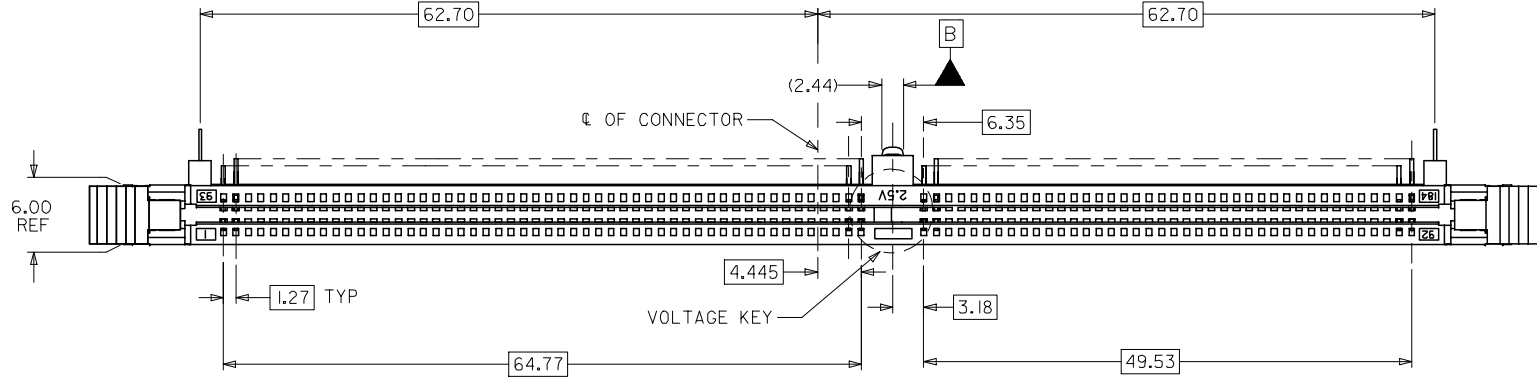 62.70
62.70
B
(2.44)
℄ OF CONNECTOR
6.35
6.00
REF
93
2.5V
184
92
4.445
1.27 TYP
VOLTAGE KEY
3.18
64.77
49.53